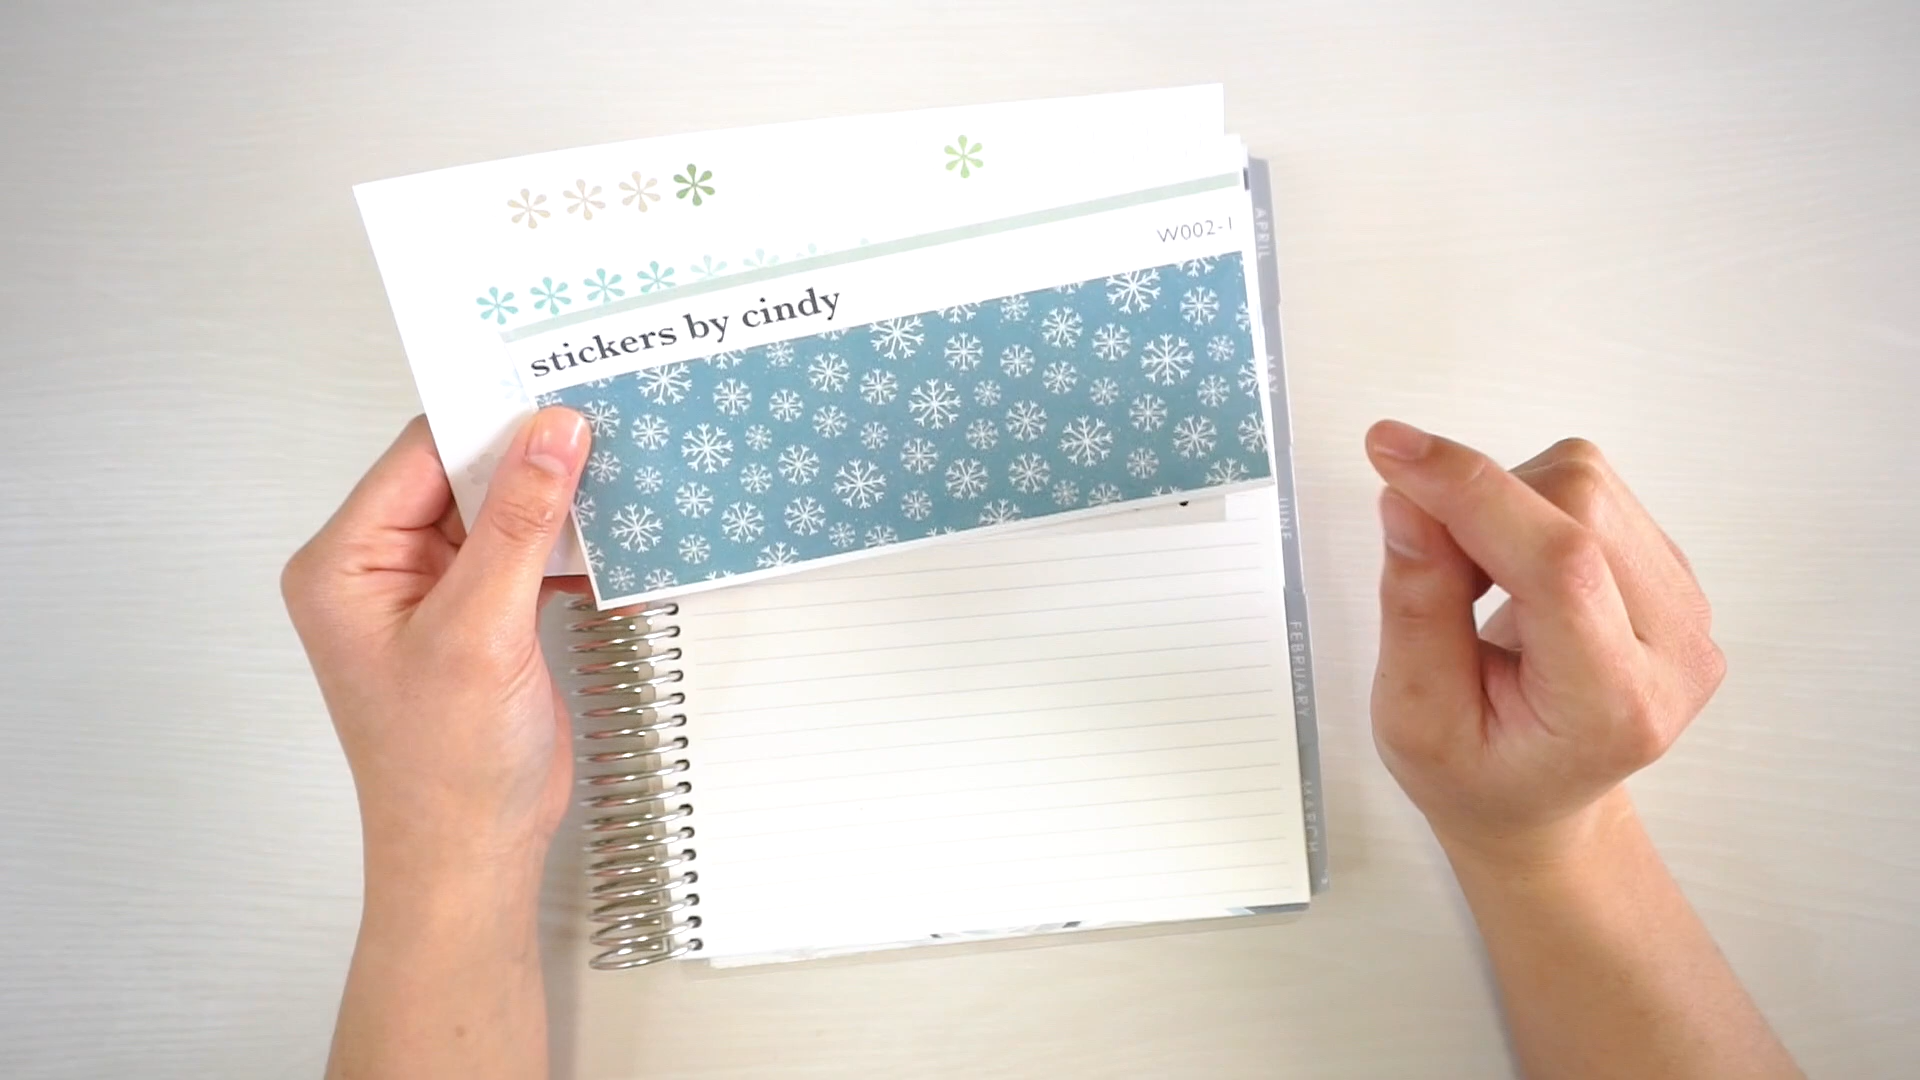 W002-1
stickers by cindy
APRIL
MAY
JUNE
FEBRUARY
MARCH